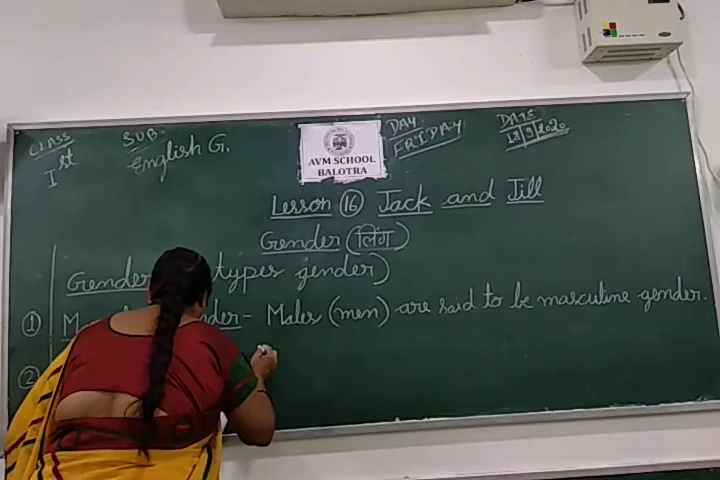 CLASS SUB. DAY. DATE
Ist English G. FRIDAY 18/9/2020
AVM SCHOOL
BALOTRA
Lesson 16 Jack and Jill
Gender (लिंग)
Gender types gender)
1 Males (men) are said to be masculine gender.
2